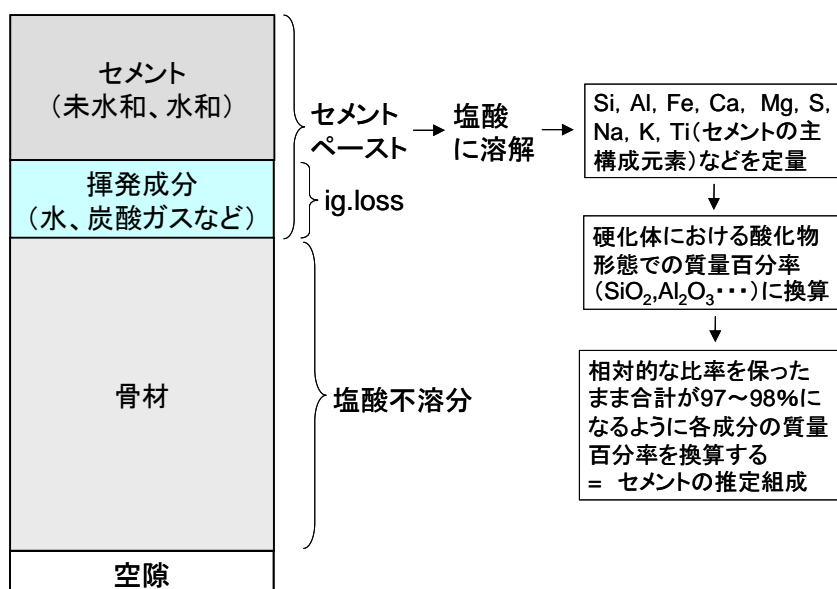 セメント
（未水和、水和）
揮発成分
（水、炭酸ガスなど）
骨材
空隙
セメント
ペースト
ig.loss
塩酸不溶分
塩酸
に溶解
Si, Al, Fe, Ca,  Mg, S,
Na, K, Ti（セメントの主
構成元素）などを定量
硬化体における酸化物
形態での質量百分率
（SiO₂,Al₂O₃･･･）に換算
相対的な比率を保った
まま合計が97～98%に
なるように各成分の質量
百分率を換算する
=  セメントの推定組成